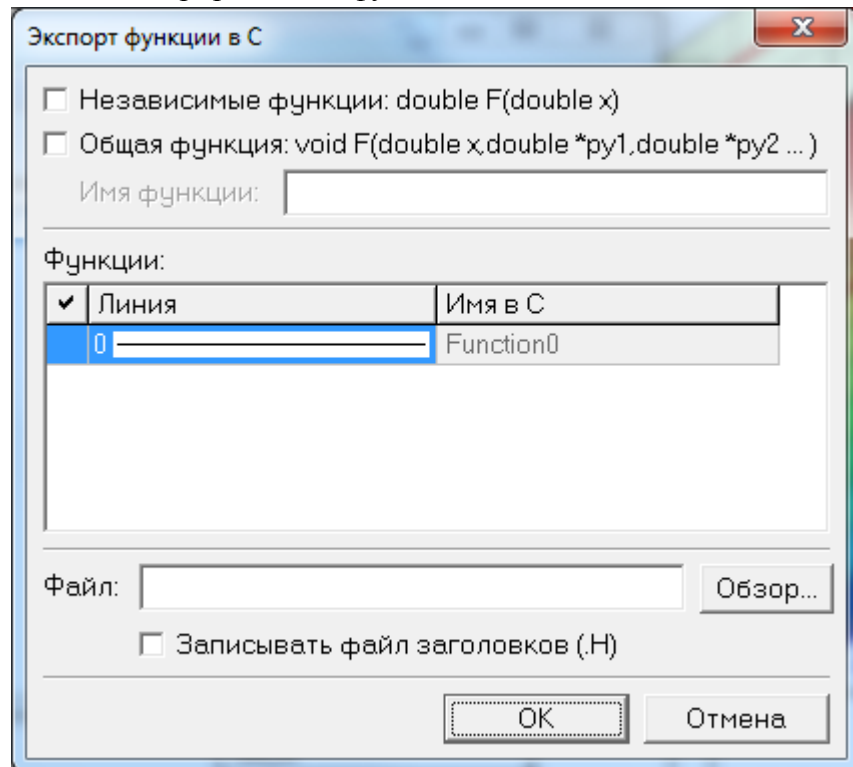 Экспорт функции в С
Независимые функции: double F(double x)
Общая функция: void F(double x,double *py1,double *py2 ... )
Имя функции:
Функции:
✔ Линия Имя в С
0 Function0
Файл: Обзор...
Записывать файл заголовков (.H)
OK Отмена